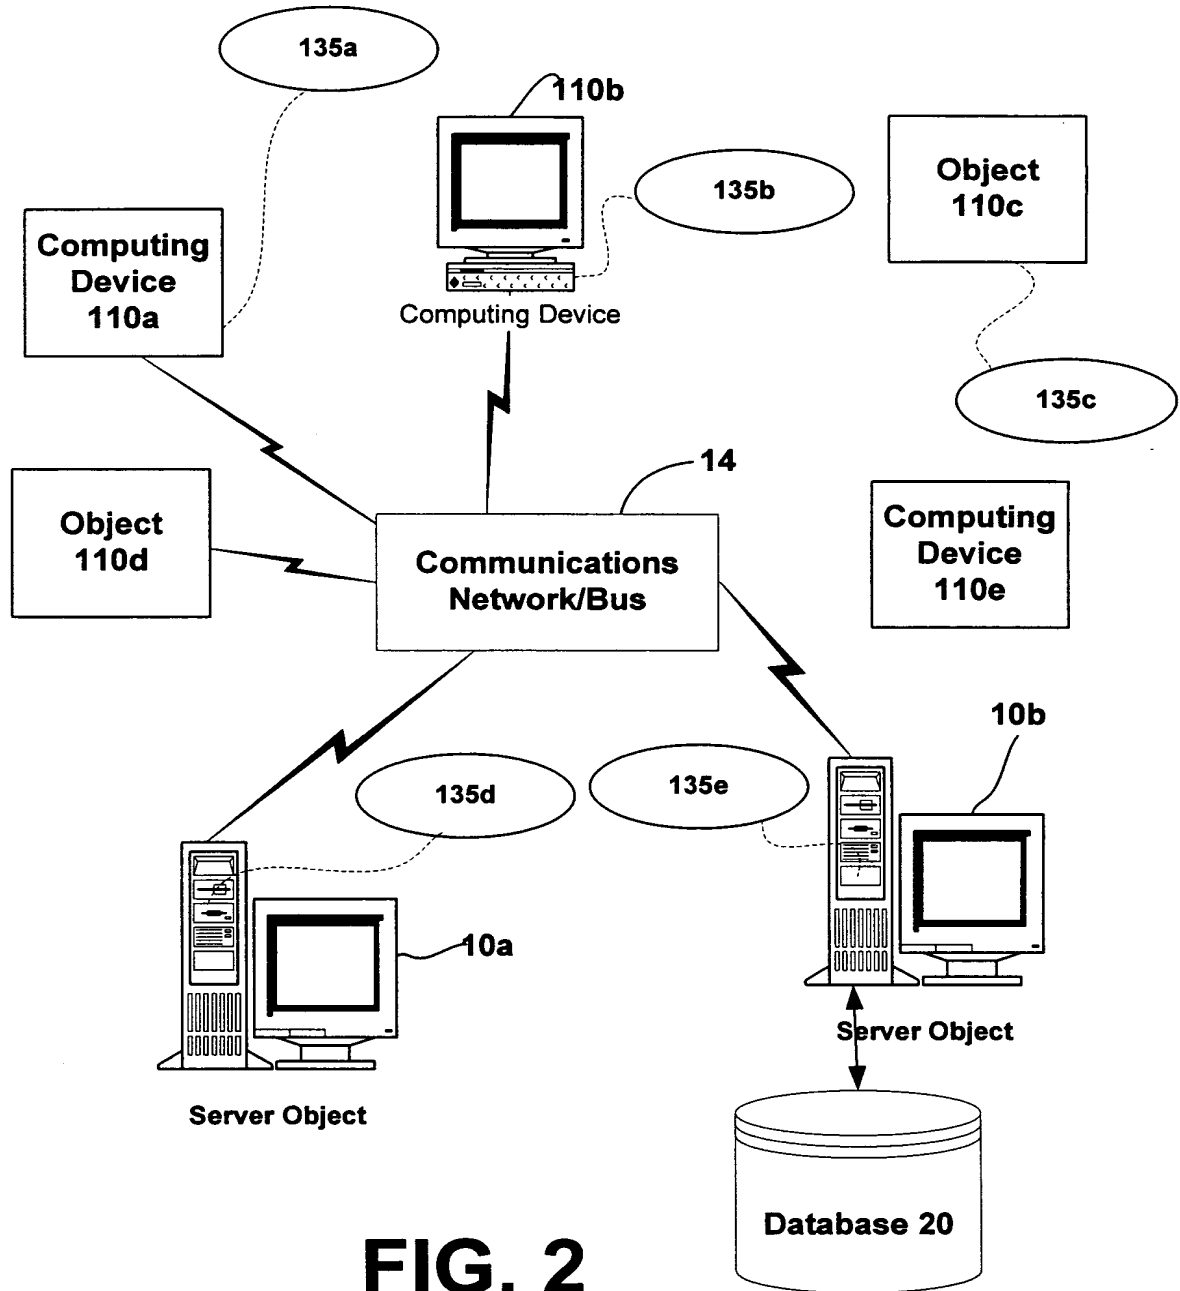 135a
110b
135b
Object
110c
Computing
Device
110a
Computing Device
135c
14
Object
110d
Communications
Network/Bus
Computing
Device
110e
10b
135d
135e
10a
Server Object
Server Object
Database 20
FIG. 2